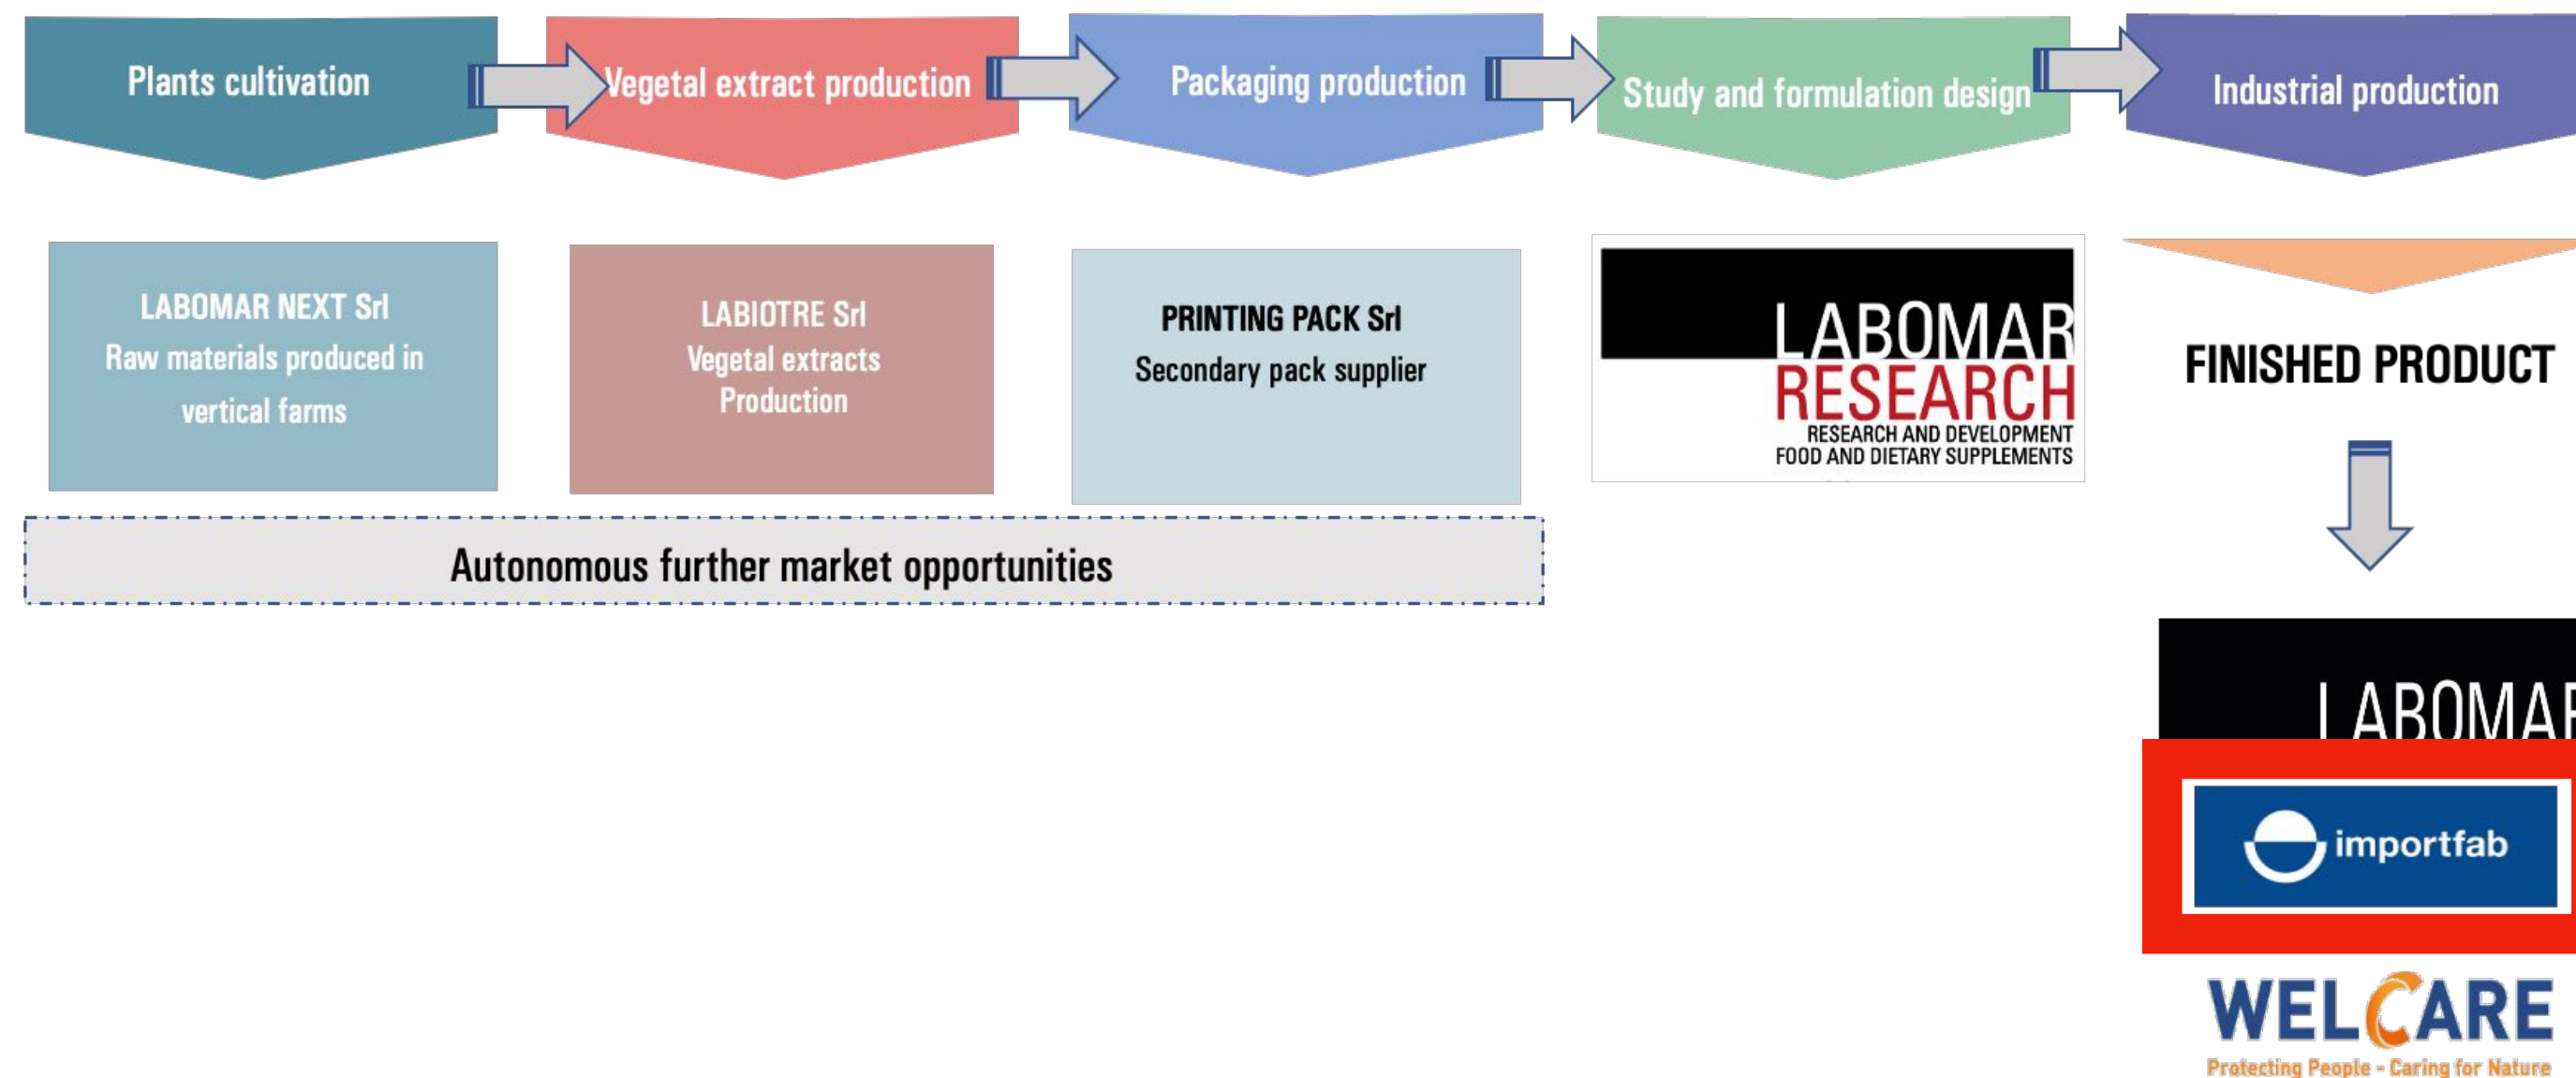 Plants cultivation
Vegetal extract production
Packaging production
Study and formulation design
Industrial production
LABOMAR NEXT Srl
Raw materials produced in
vertical farms
LABIOTRE Srl
Vegetal extracts
Production
PRINTING PACK Srl
Secondary pack supplier
LABOMAR
RESEARCH
RESEARCH AND DEVELOPMENT
FOOD AND DIETARY SUPPLEMENTS
FINISHED PRODUCT
Autonomous further market opportunities
LABOMAR
importfab
WELCARE
Protecting People - Caring for Nature